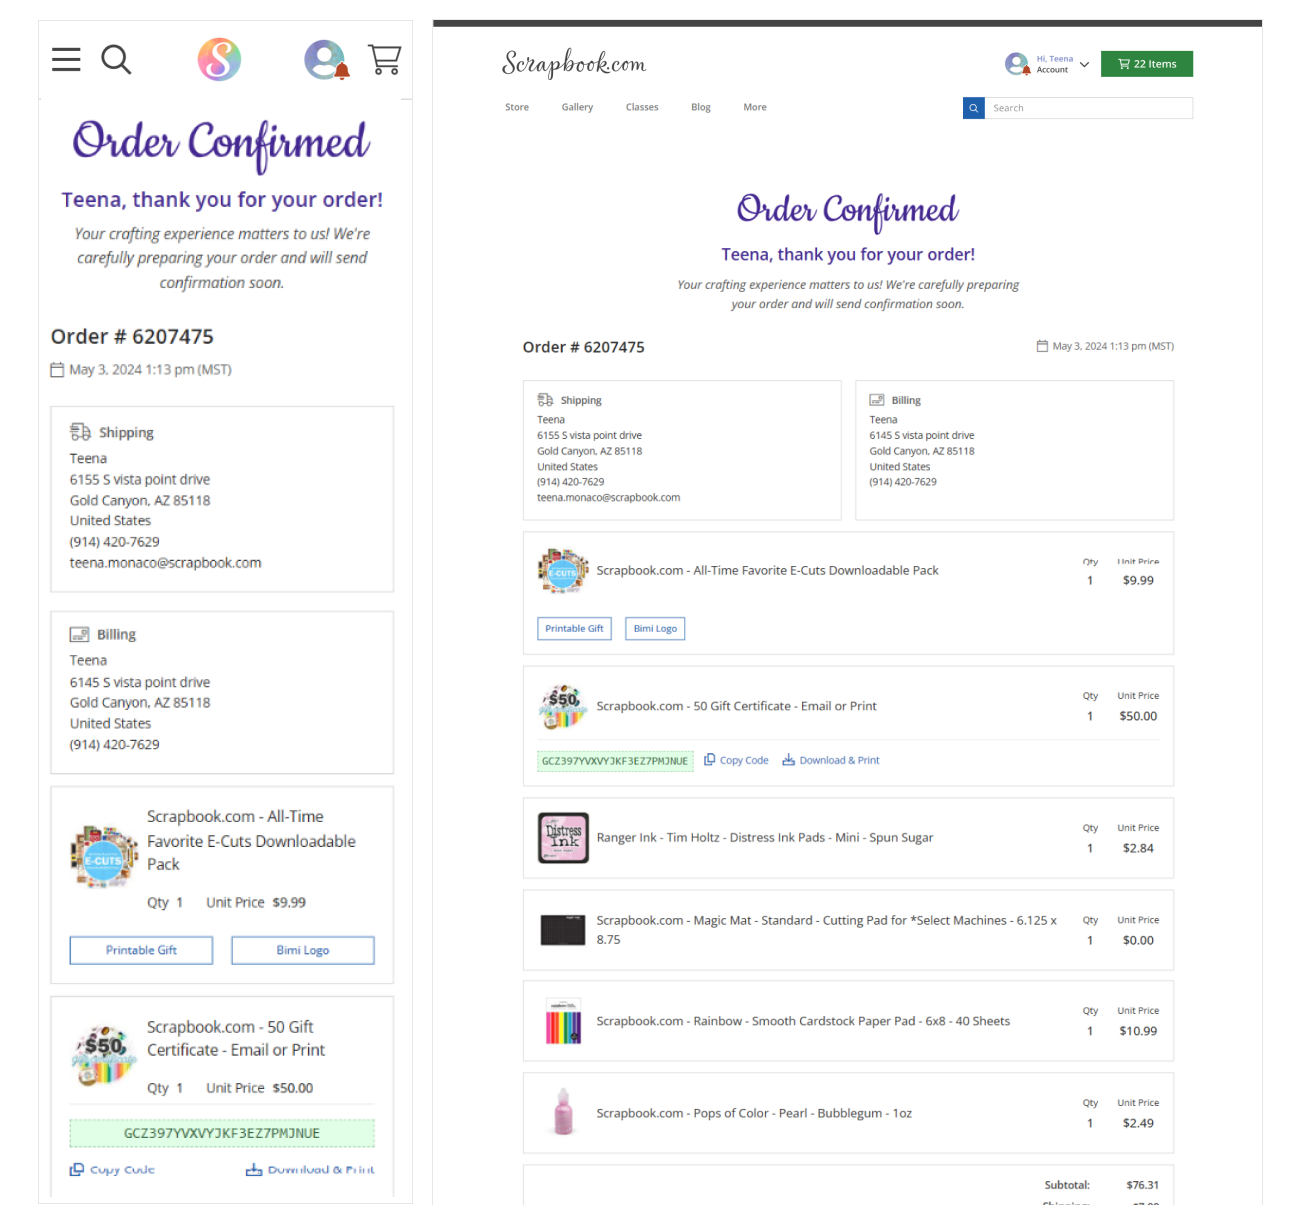 Order Confirmed
Teena, thank you for your order!
Your crafting experience matters to us! We're
carefully preparing your order and will send
confirmation soon.
Order # 6207475
May 3, 2024 1:13 pm (MST)
Shipping
Teena
6155 S vista point drive
Gold Canyon, AZ 85118
United States
(914) 420-7629
teena.monaco@scrapbook.com
Billing
Teena
6145 S vista point drive
Gold Canyon, AZ 85118
United States
(914) 420-7629
E-CUTS
Scrapbook.com - All-Time
Favorite E-Cuts Downloadable
Pack
Qty 1 Unit Price $9.99
Printable Gift Bimi Logo
$50
Scrapbook.com - 50 Gift
Certificate - Email or Print
Qty 1 Unit Price $50.00
GCZ397YVXVYJKF3EZ7PMJNUE
Copy Code Download & Print
Scrapbook.com
Hi, Teena
Account
22 Items
Store Gallery Classes Blog More
Search
Order Confirmed
Teena, thank you for your order!
Your crafting experience matters to us! We're carefully preparing
your order and will send confirmation soon.
Order # 6207475 May 3, 2024 1:13 pm (MST)
Shipping
Teena
6155 S vista point drive
Gold Canyon, AZ 85118
United States
(914) 420-7629
teena.monaco@scrapbook.com
Billing
Teena
6145 S vista point drive
Gold Canyon, AZ 85118
United States
(914) 420-7629
E-CUTS
Scrapbook.com - All-Time Favorite E-Cuts Downloadable Pack
Qty Unit Price
1 $9.99
Printable Gift Bimi Logo
$50
Scrapbook.com - 50 Gift Certificate - Email or Print
Qty Unit Price
1 $50.00
GCZ397YVXVYJKF3EZ7PMJNUE Copy Code Download & Print
Distress
Ink
Ranger Ink - Tim Holtz - Distress Ink Pads - Mini - Spun Sugar
Qty Unit Price
1 $2.84
Scrapbook.com - Magic Mat - Standard - Cutting Pad for *Select Machines - 6.125 x
8.75
Qty Unit Price
1 $0.00
Scrapbook.com - Rainbow - Smooth Cardstock Paper Pad - 6x8 - 40 Sheets
Qty Unit Price
1 $10.99
Scrapbook.com - Pops of Color - Pearl - Bubblegum - 1oz
Qty Unit Price
1 $2.49
Subtotal: $76.31